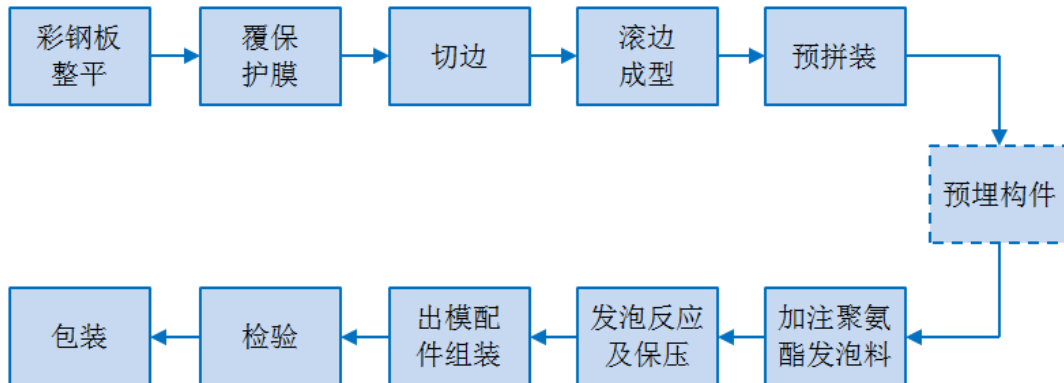 彩钢板
整平
覆保
护膜
切边
滚边
成型
预拼装
预埋构件
加注聚氨
酯发泡料
发泡反应
及保压
出模配
件组装
检验
包装